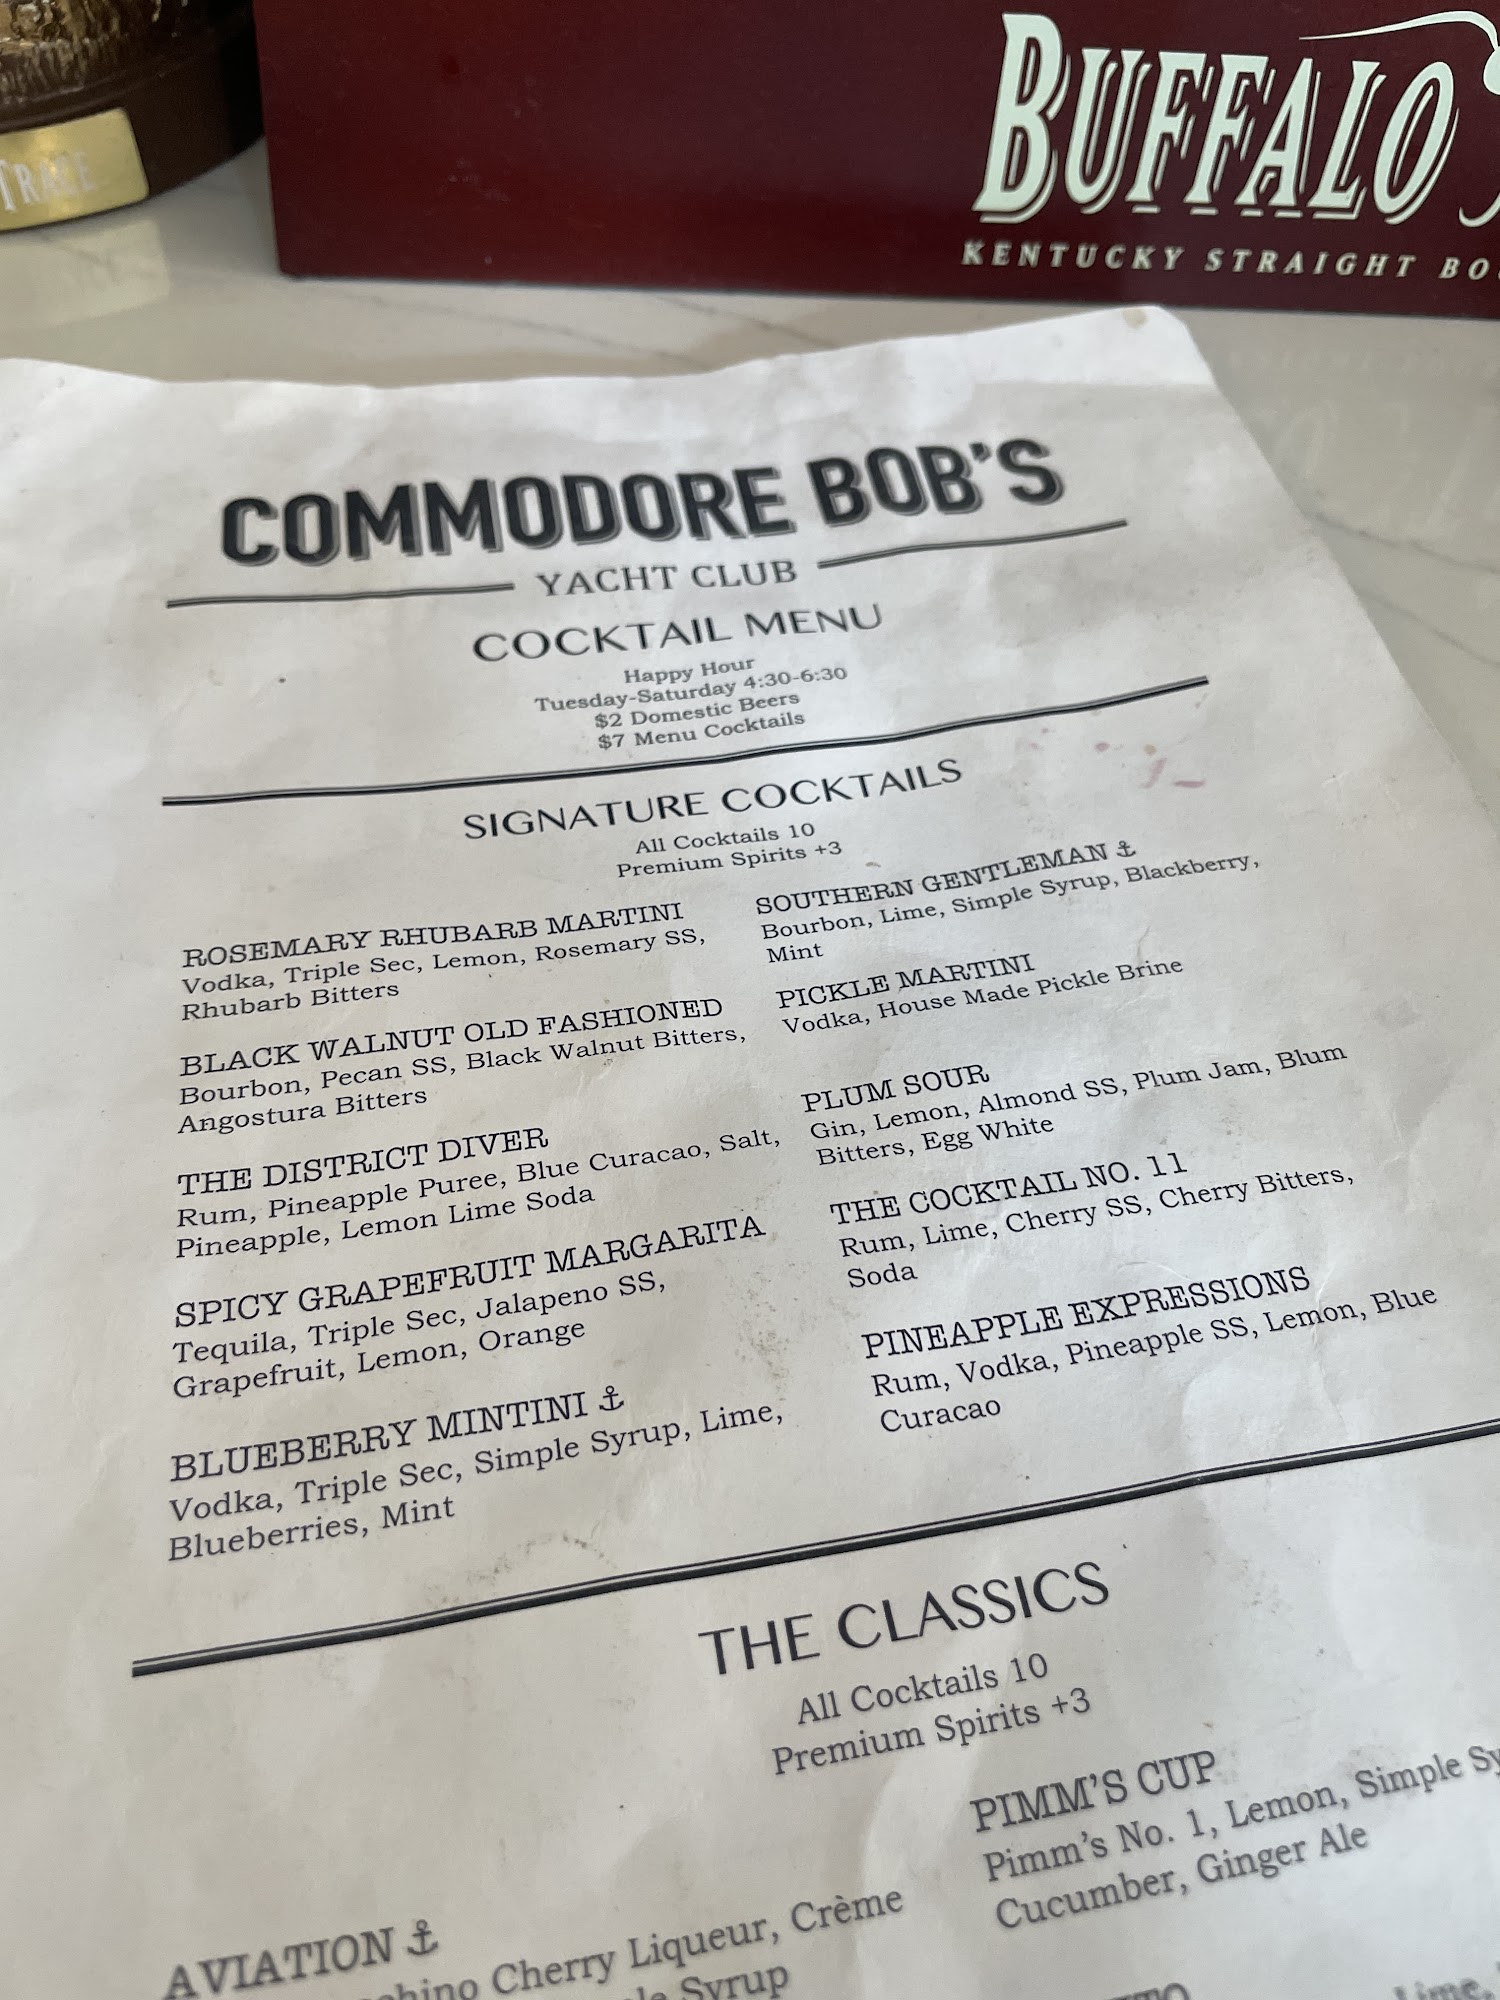 TRACE
BUFFALO
KENTUCKY STRAIGHT
COMMODORE BOB'S
YACHT CLUB
COCKTAIL MENU
Happy Hour
Tuesday-Saturday 4:30-6:30
$2 Domestic Beers
$7 Menu Cocktails
SIGNATURE COCKTAILS
All Cocktails 10
Premium Spirits +3
ROSEMARY RHUBARB MARTINI
Vodka, Triple Sec, Lemon, Rosemary SS,
Rhubarb Bitters
BLACK WALNUT OLD FASHIONED
Bourbon, Pecan SS, Black Walnut Bitters,
Angostura Bitters
THE DISTRICT DIVER
Rum, Pineapple Puree, Blue Curacao, Salt,
Pineapple, Lemon Lime Soda
SPICY GRAPEFRUIT MARGARITA
Tequila, Triple Sec, Jalapeno SS,
Grapefruit, Lemon, Orange
BLUEBERRY MINTINI ⚓
Vodka, Triple Sec, Simple Syrup, Lime,
Blueberries, Mint
SOUTHERN GENTLEMAN ⚓
Bourbon, Lime, Simple Syrup, Blackberry,
Mint
PICKLE MARTINI
Vodka, House Made Pickle Brine
PLUM SOUR
Gin, Lemon, Almond SS, Plum Jam, Blum
Bitters, Egg White
THE COCKTAIL NO. 11
Rum, Lime, Cherry SS, Cherry Bitters,
Soda
PINEAPPLE EXPRESSIONS
Rum, Vodka, Pineapple SS, Lemon, Blue
Curacao
THE CLASSICS
All Cocktails 10
Premium Spirits +3
AVIATION ⚓
Cherry Liqueur, Crème
Syrup
PIMM'S CUP
Pimm's No. 1, Lemon, Simple
Cucumber, Ginger Ale
Lime,